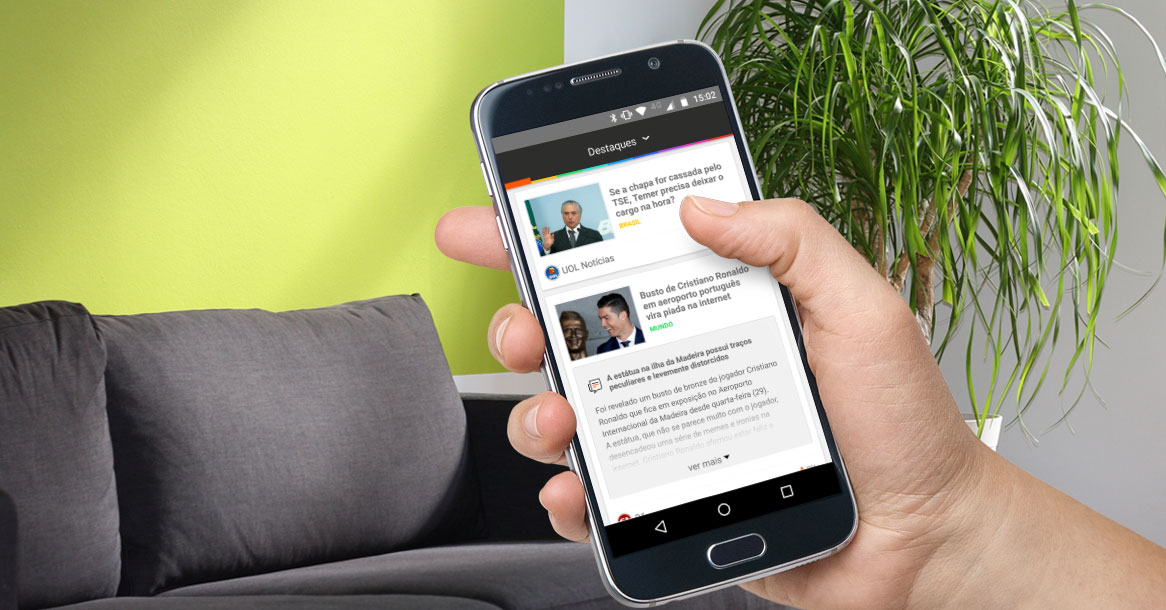 4G 15:02
Destaques
Se a chapa for cassada pelo
TSE, Temer precisa deixar o
cargo na hora?
BRASIL
UOL Notícias
Busto de Cristiano Ronaldo
em aeroporto português
vira piada na internet
MUNDO
A estátua na ilha da Madeira possui traços
peculiares e levemente distorcidos
Foi revelado um busto de bronze do jogador Cristiano
Ronaldo que fica em exposição no Aeroporto
Internacional da Madeira desde quarta-feira (29).
A estátua, que não se parece muito com o jogador,
desencadeou uma série de memes e ironias na
internet. Cristiano Ronaldo afirmou estar feliz e
ver mais